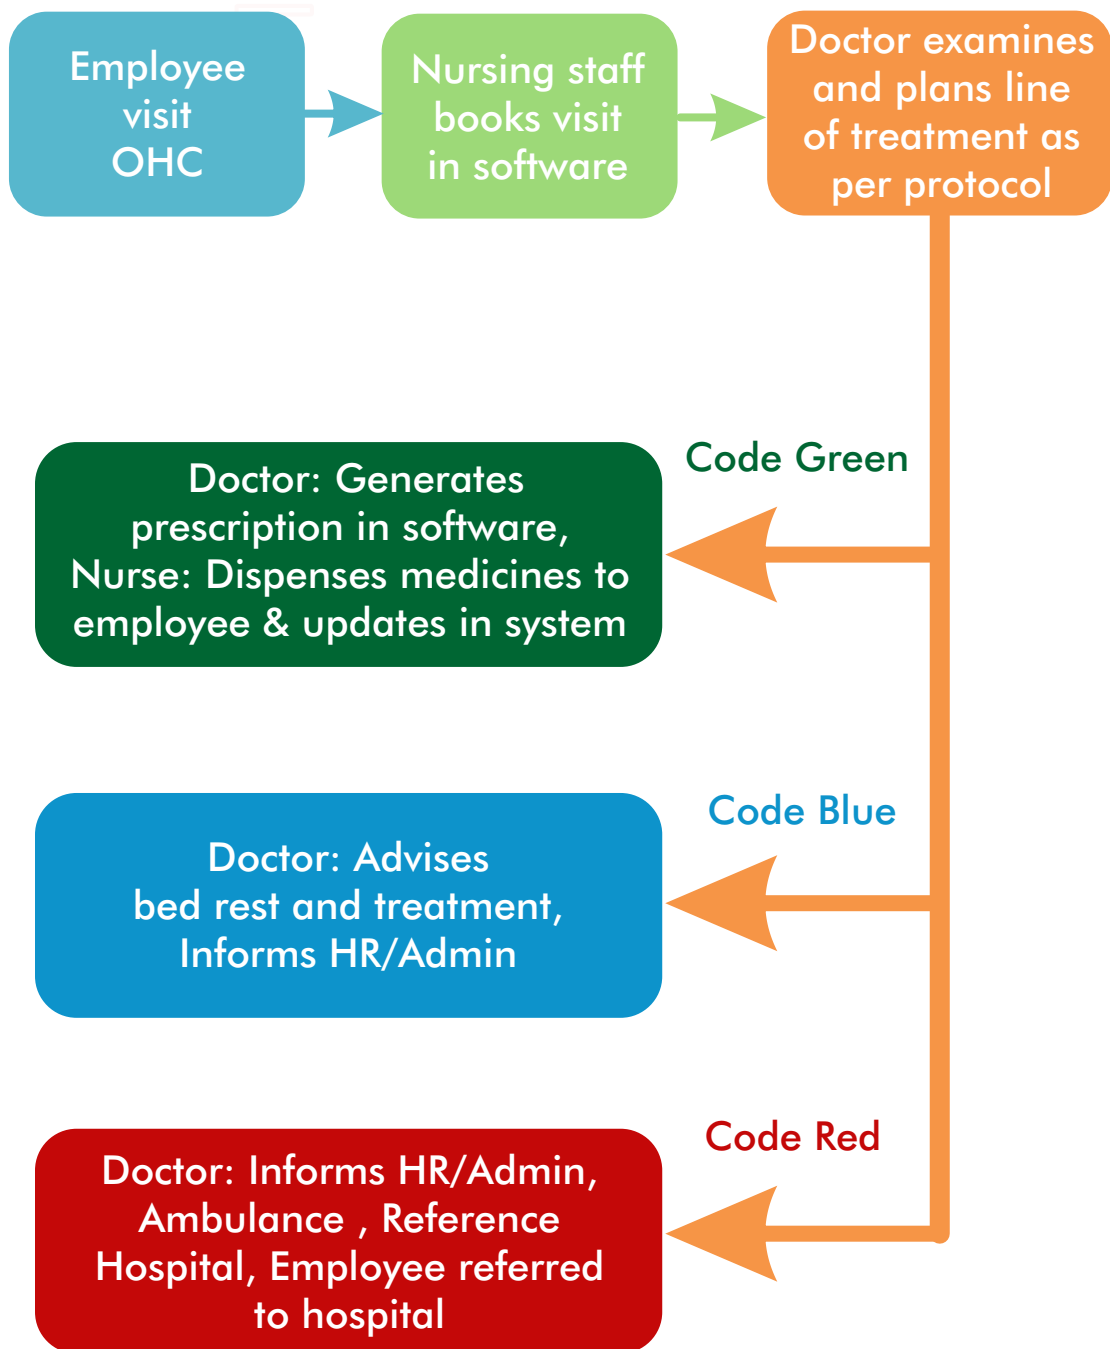 Employee
visit
OHC
Nursing staff
books visit
in software
Doctor examines
and plans line
of treatment as
per protocol
Code Green
Doctor: Generates
prescription in software,
Nurse: Dispenses medicines to
employee & updates in system
Code Blue
Doctor: Advises
bed rest and treatment,
Informs HR/Admin
Code Red
Doctor: Informs HR/Admin,
Ambulance , Reference
Hospital, Employee referred
to hospital